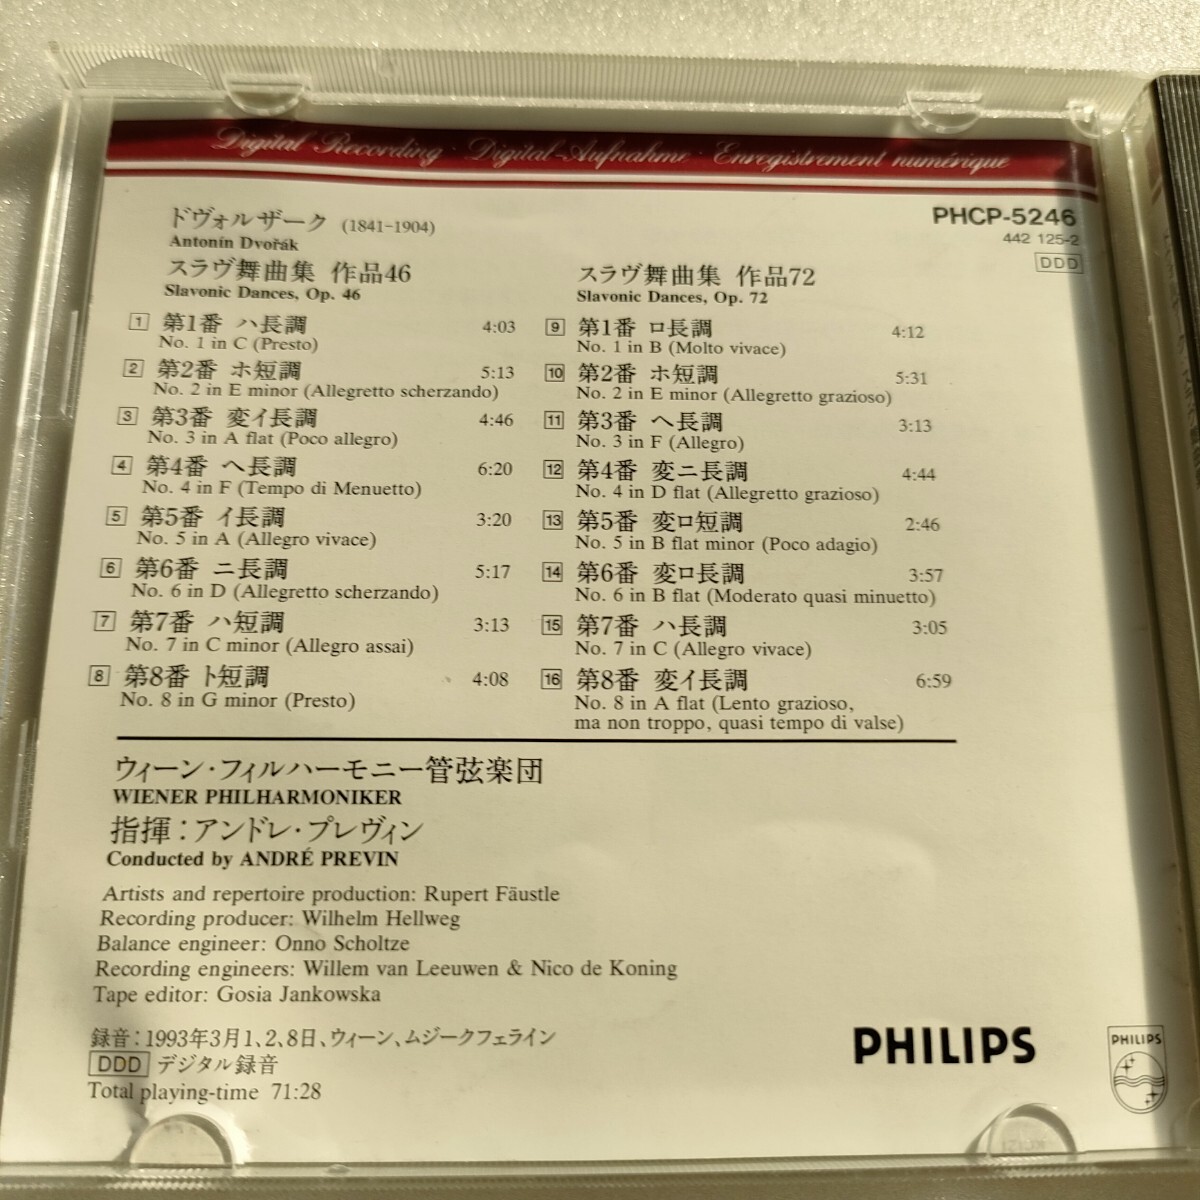 Digital Recording · Digital-Aufnahme · Enregistrement numérique
ドヴォルザーク (1841-1904)
Antonín Dvořák
PHCP-5246
442 125-2
DDD
スラヴ舞曲集 作品46
Slavonic Dances, Op. 46
1 第1番 ハ長調 4:03
No. 1 in C (Presto)
2 第2番 ホ短調 5:13
No. 2 in E minor (Allegretto scherzando)
3 第3番 変イ長調 4:46
No. 3 in A flat (Poco allegro)
4 第4番 ヘ長調 6:20
No. 4 in F (Tempo di Menuetto)
5 第5番 イ長調 3:20
No. 5 in A (Allegro vivace)
6 第6番 ニ長調 5:17
No. 6 in D (Allegretto scherzando)
7 第7番 ハ短調 3:13
No. 7 in C minor (Allegro assai)
8 第8番 ト短調 4:08
No. 8 in G minor (Presto)
スラヴ舞曲集 作品72
Slavonic Dances, Op. 72
9 第1番 ロ長調 4:12
No. 1 in B (Molto vivace)
10 第2番 ホ短調 5:31
No. 2 in E minor (Allegretto grazioso)
11 第3番 ヘ長調 3:13
No. 3 in F (Allegro)
12 第4番 変ニ長調 4:44
No. 4 in D flat (Allegretto grazioso)
13 第5番 変ロ短調 2:46
No. 5 in B flat minor (Poco adagio)
14 第6番 変ロ長調 3:57
No. 6 in B flat (Moderato quasi minuetto)
15 第7番 ハ長調 3:05
No. 7 in C (Allegro vivace)
16 第8番 変イ長調 6:59
No. 8 in A flat (Lento grazioso,
ma non troppo, quasi tempo di valse)
ウィーン・フィルハーモニー管弦楽団
WIENER PHILHARMONIKER
指揮：アンドレ・プレヴィン
Conducted by ANDRÉ PREVIN
Artists and repertoire production: Rupert Fäustle
Recording producer: Wilhelm Hellweg
Balance engineer: Onno Scholtze
Recording engineers: Willem van Leeuwen & Nico de Koning
Tape editor: Gosia Jankowska
録音：1993年3月1、2、8日、ウィーン、ムジークフェライン
DDD デジタル録音
Total playing-time 71:28
PHILIPS
PHILIPS